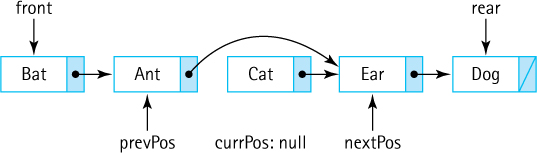 front rear
Bat Ant Cat Ear Dog
prevPos currPos: null nextPos